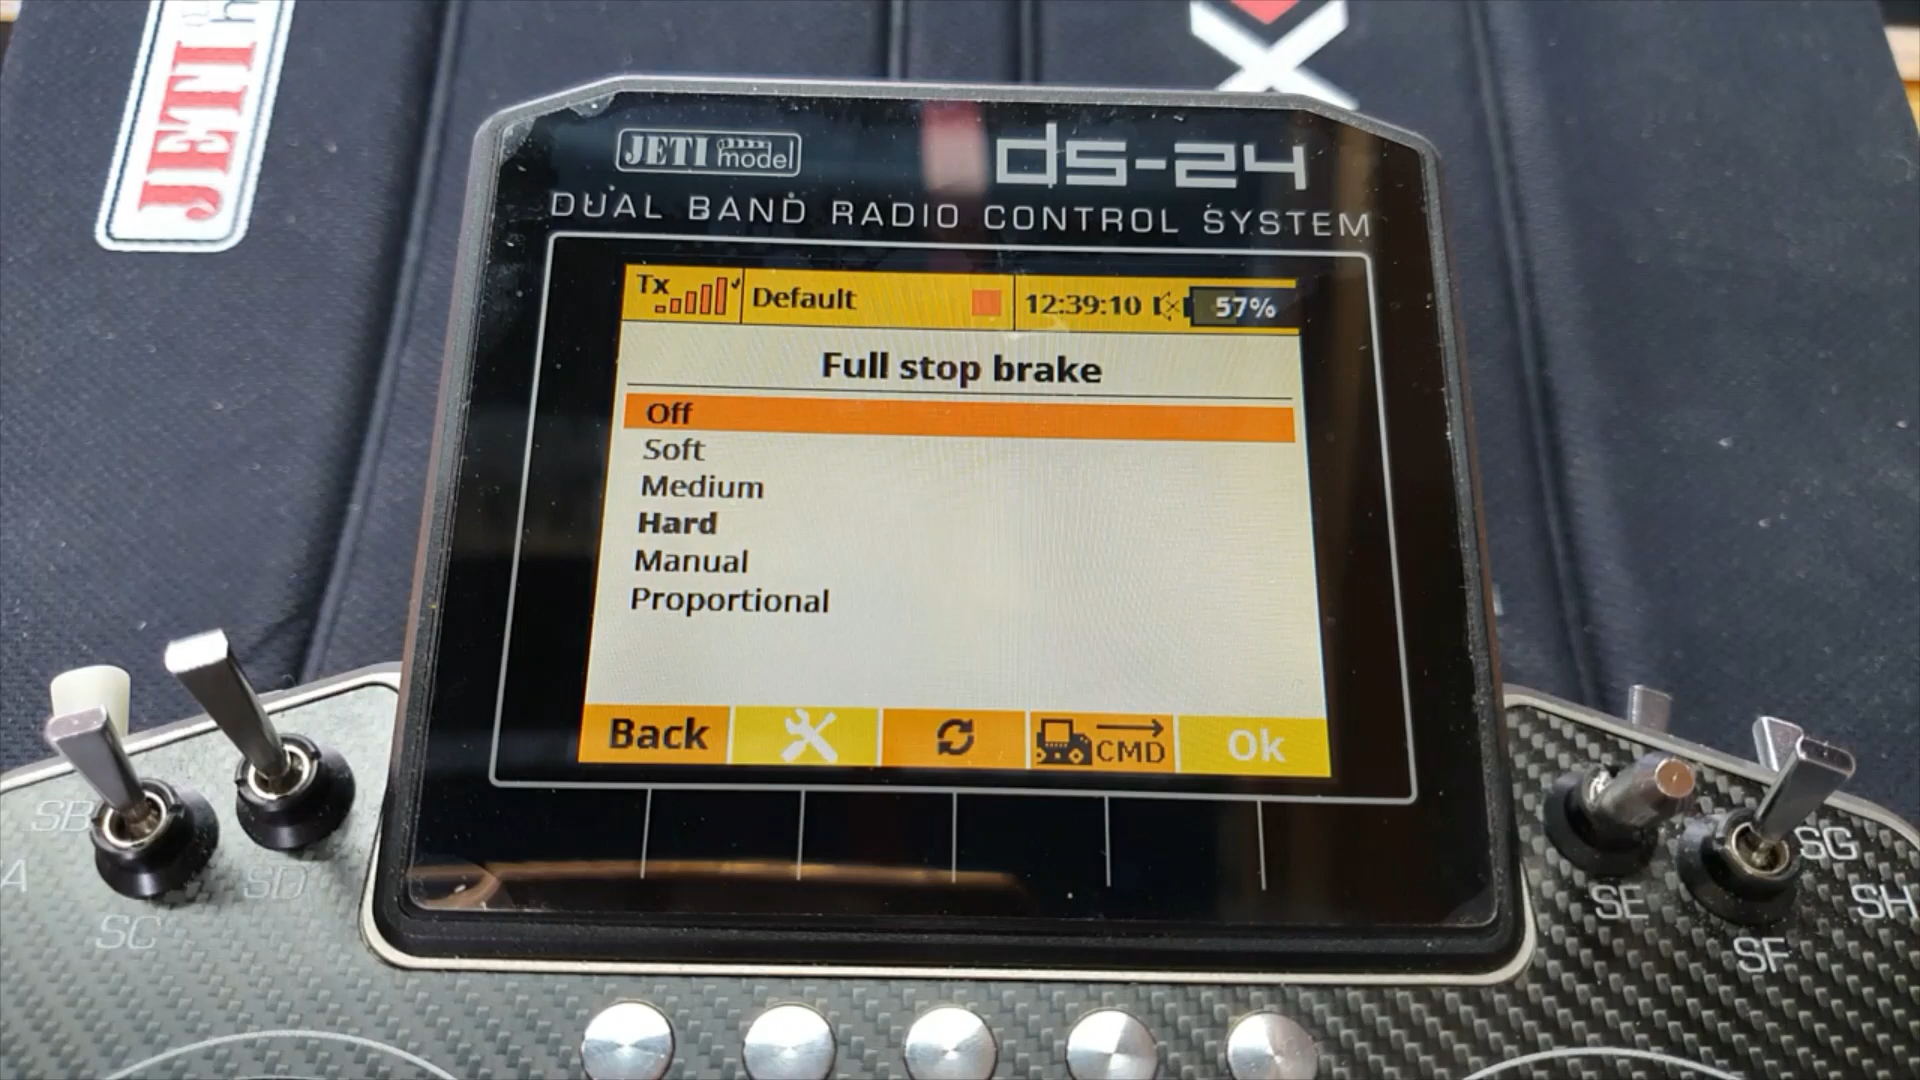 JETI
JETI model
ds-24
DUAL BAND RADIO CONTROL SYSTEM
Tx
Default
12:39:10
57%
Full stop brake
Off
Soft
Medium
Hard
Manual
Proportional
Back
CMD
Ok
SB
SG
A
SD
SE
SH
SC
SF